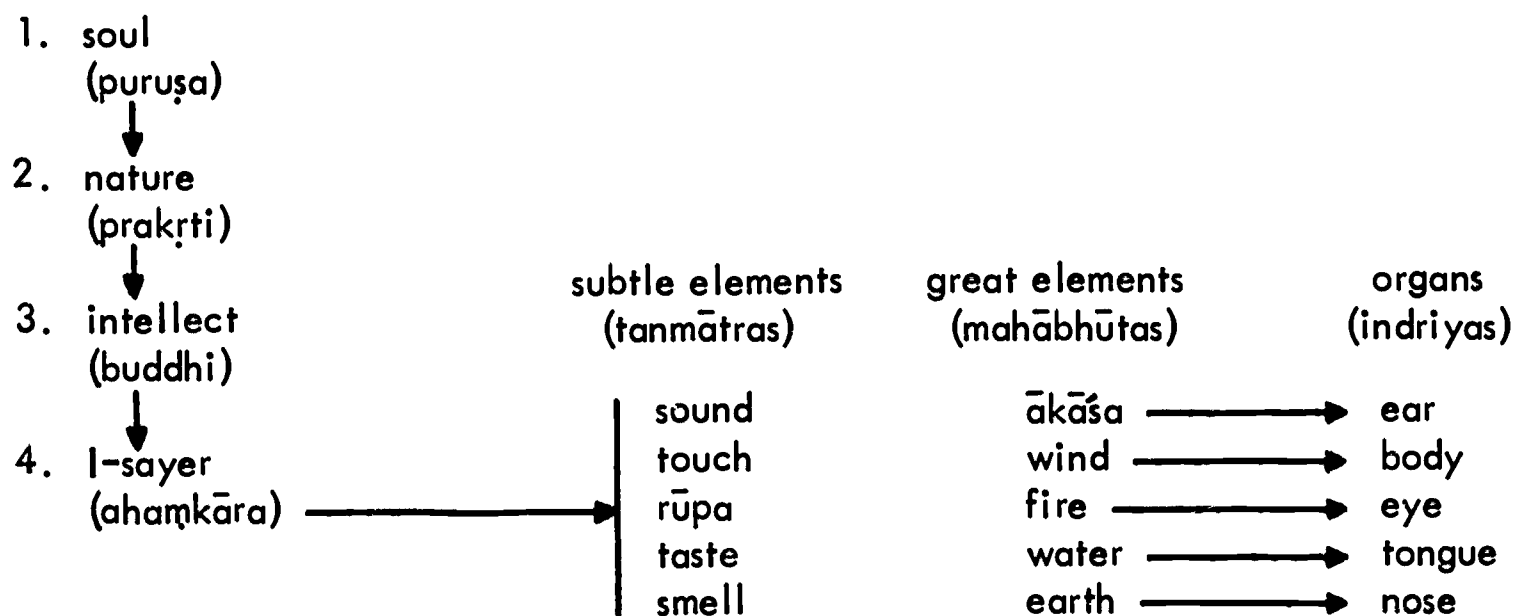 1. soul
(puruṣa)
2. nature
(prakṛti)
3. intellect
(buddhi)
4. I-sayer
(ahaṃkāra)
subtle elements
(tanmātras)
sound
touch
rūpa
taste
smell
great elements
(mahābhūtas)
ākāśa
wind
fire
water
earth
organs
(indriyas)
ear
body
eye
tongue
nose